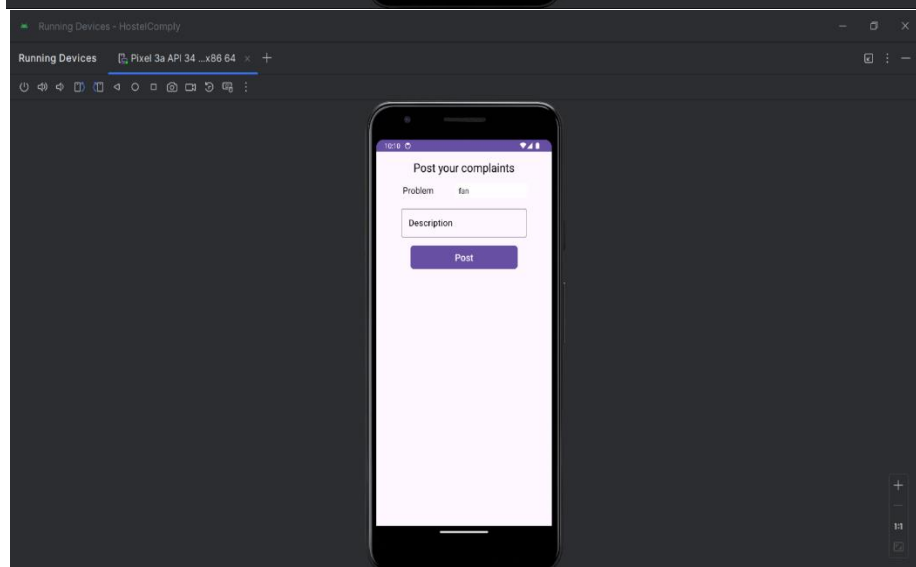 Running Devices - HostelComply
Running Devices Pixel 3a API 34 ...x86 64
10:10
Post your complaints
Problem fan
Description
Post
1:1